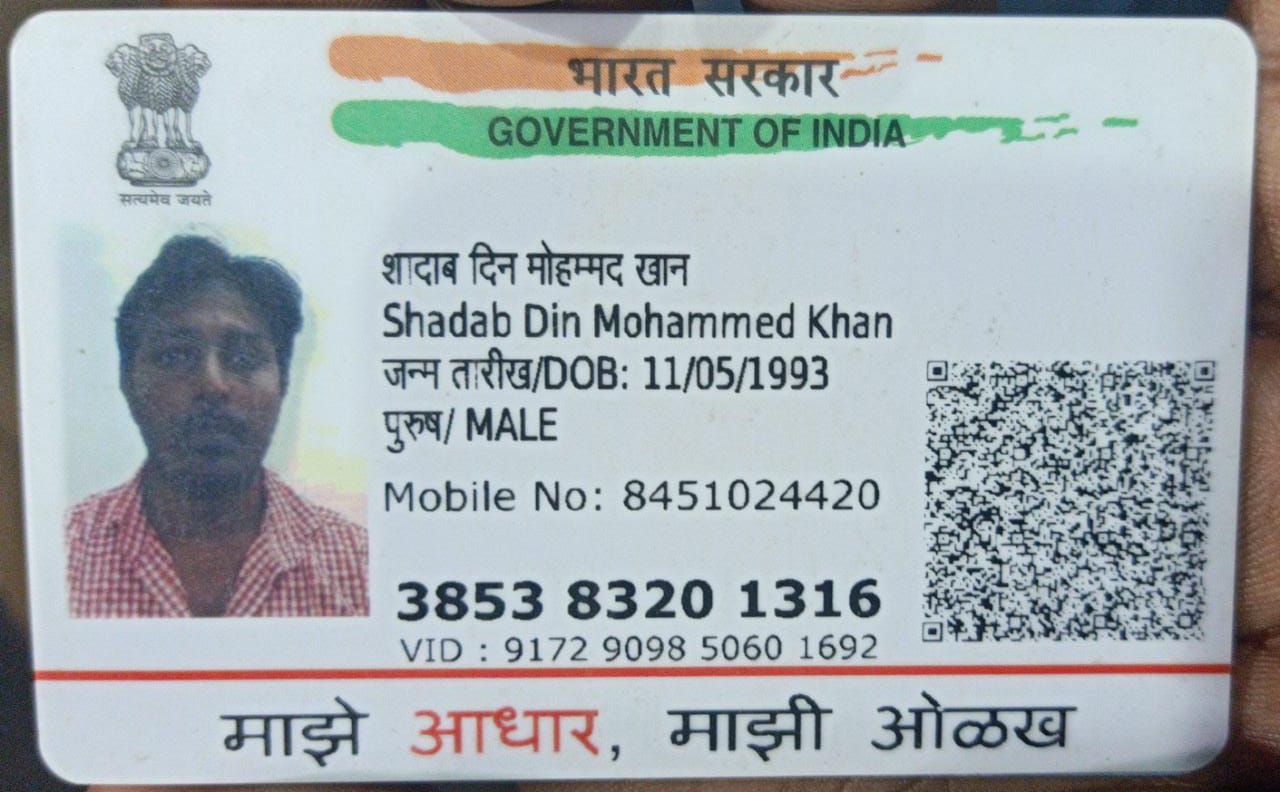 भारत सरकार
GOVERNMENT OF INDIA
सत्यमेव जयते
शादाब दिन मोहम्मद खान
Shadab Din Mohammed Khan
जन्म तारीख/DOB: 11/05/1993
पुरुष/ MALE
Mobile No: 8451024420
3853 8320 1316
VID : 9172 9098 5060 1692
माझे आधार, माझी ओळख